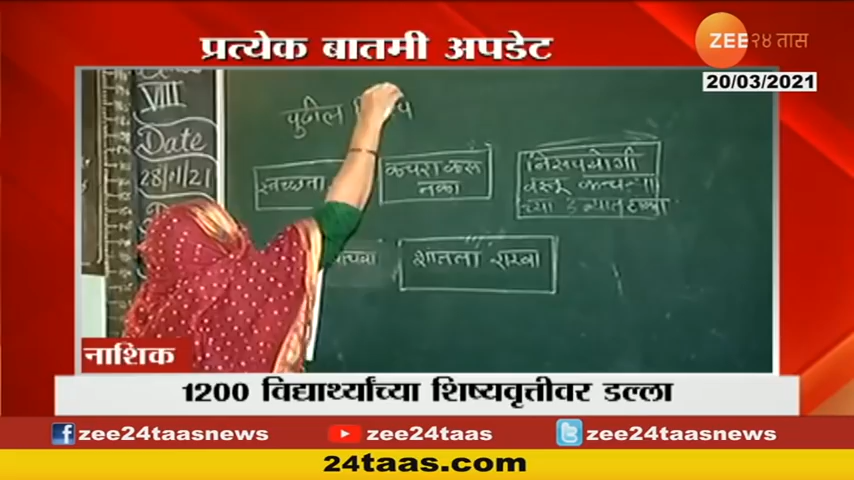 प्रत्येक बातमी अपडेट
ZEE २४ तास
20/03/2021
VIII
Date
28/01/21
पुढील
स्वच्छता
कचरा करू
नका
निरुपयोगी
वस्तू
शांतता राखा
नाशिक
1200 विद्यार्थ्यांच्या शिष्यवृत्तीवर डल्ला
zee24taasnews zee24taas zee24taasnews
24taas.com